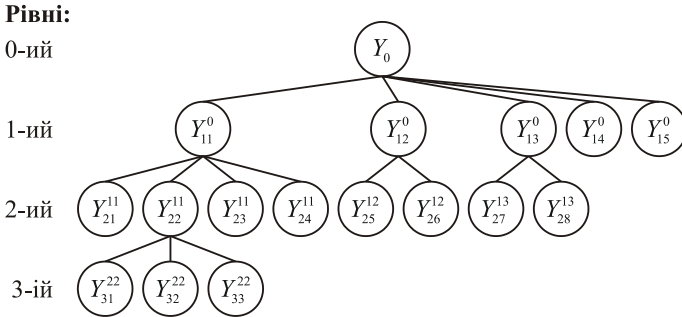 Рівні:
0-ий Y₀
1-ий Y⁰₁₁ Y⁰₁₂ Y⁰₁₃ Y⁰₁₄ Y⁰₁₅
2-ий Y¹¹₂₁ Y¹¹₂₂ Y¹¹₂₃ Y¹¹₂₄ Y¹²₂₅ Y¹²₂₆ Y¹³₂₇ Y¹³₂₈
3-ій Y²²₃₁ Y²²₃₂ Y²²₃₃